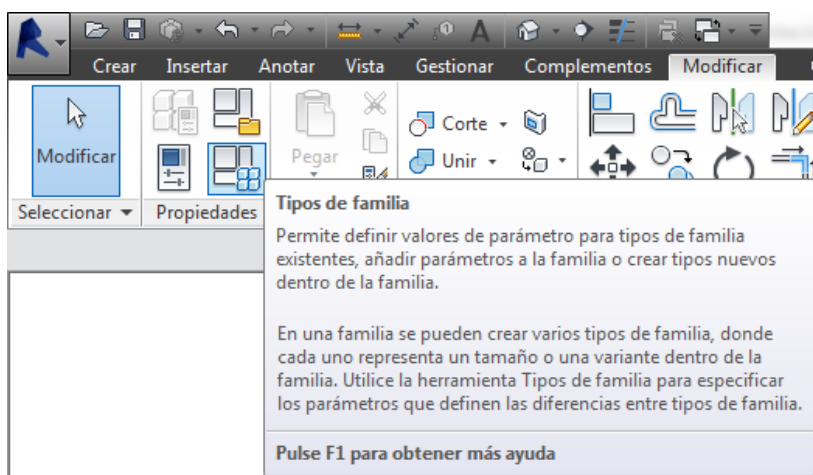 Crear Insertar Anotar Vista Gestionar Complementos Modificar
Modificar
Pegar
Corte
Unir
Seleccionar Propiedades
Tipos de familia
Permite definir valores de parámetro para tipos de familia
existentes, añadir parámetros a la familia o crear tipos nuevos
dentro de la familia.
En una familia se pueden crear varios tipos de familia, donde
cada uno representa un tamaño o una variante dentro de la
familia. Utilice la herramienta Tipos de familia para especificar
los parámetros que definen las diferencias entre tipos de familia.
Pulse F1 para obtener más ayuda